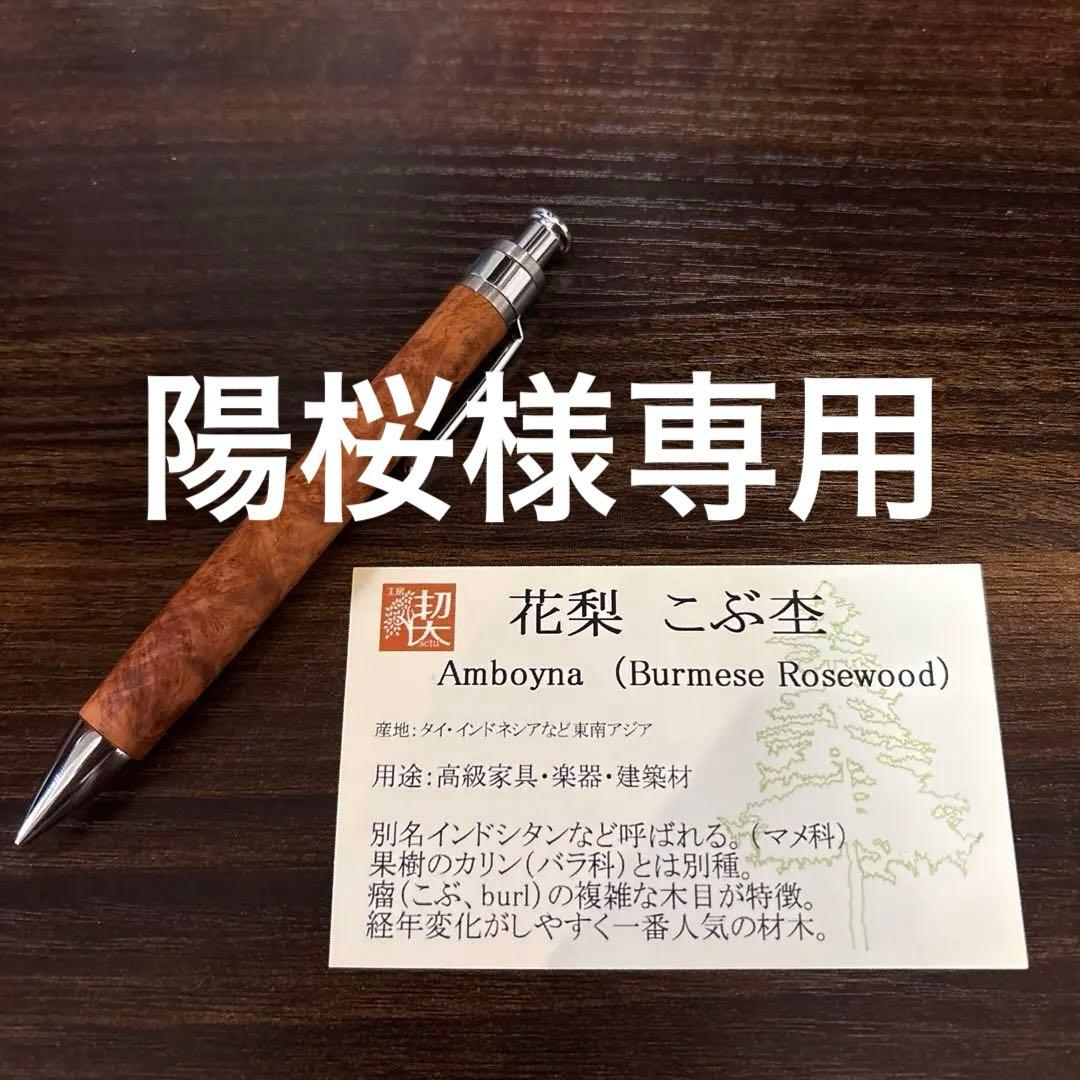 陽桜様専用
工房
契
setu
花梨 こぶ杢
Amboyna (Burmese Rosewood)
産地:タイ・インドネシアなど東南アジア
用途:高級家具・楽器・建築材
別名インドシタンなど呼ばれる。(マメ科)
果樹のカリン(バラ科)とは別種。
瘤(こぶ、burl)の複雑な木目が特徴。
経年変化がしやすく一番人気の材木。